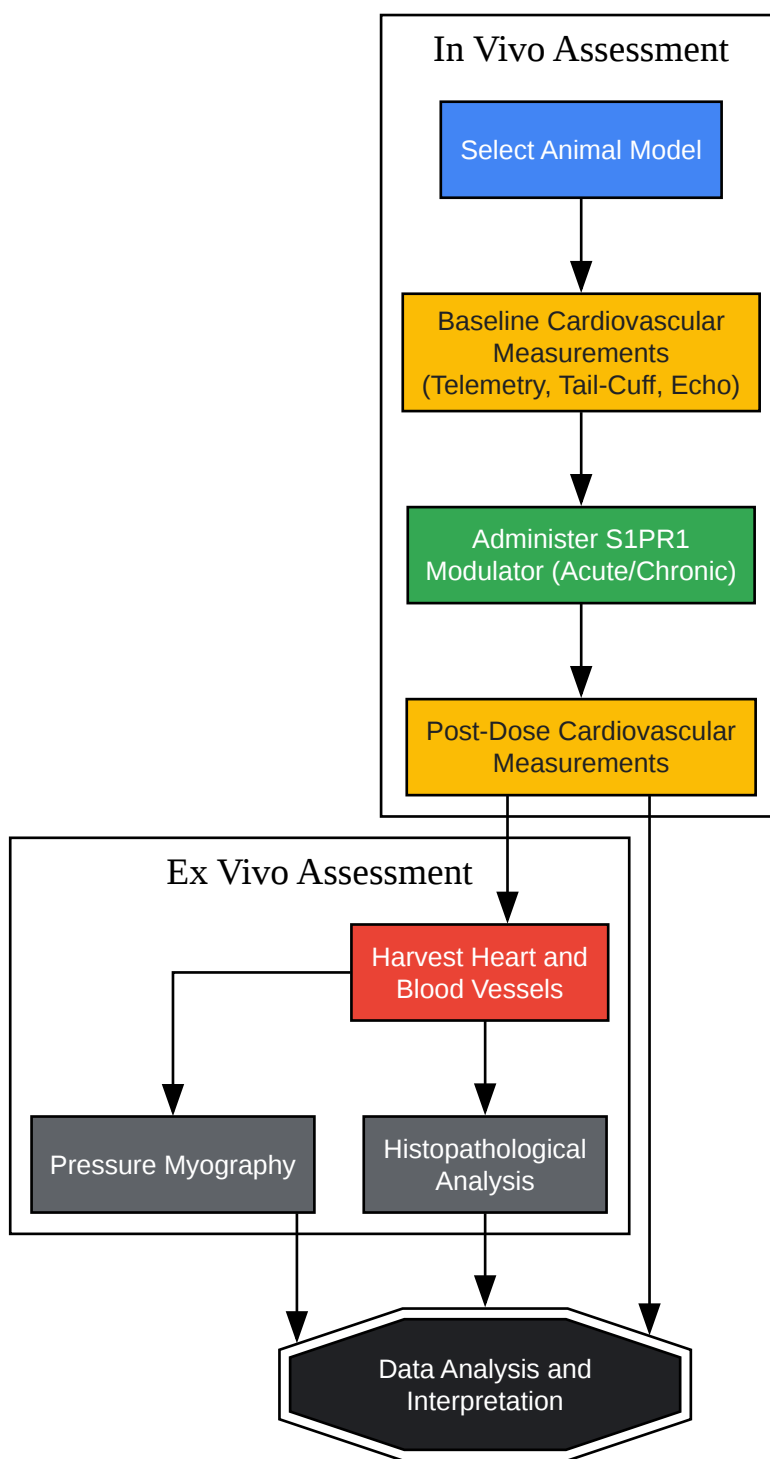 In Vivo Assessment
Select Animal Model
Baseline Cardiovascular
Measurements
(Telemetry, Tail-Cuff, Echo)
Administer S1PR1
Modulator (Acute/Chronic)
Post-Dose Cardiovascular
Measurements
Ex Vivo Assessment
Harvest Heart and
Blood Vessels
Pressure Myography
Histopathological
Analysis
Data Analysis and
Interpretation